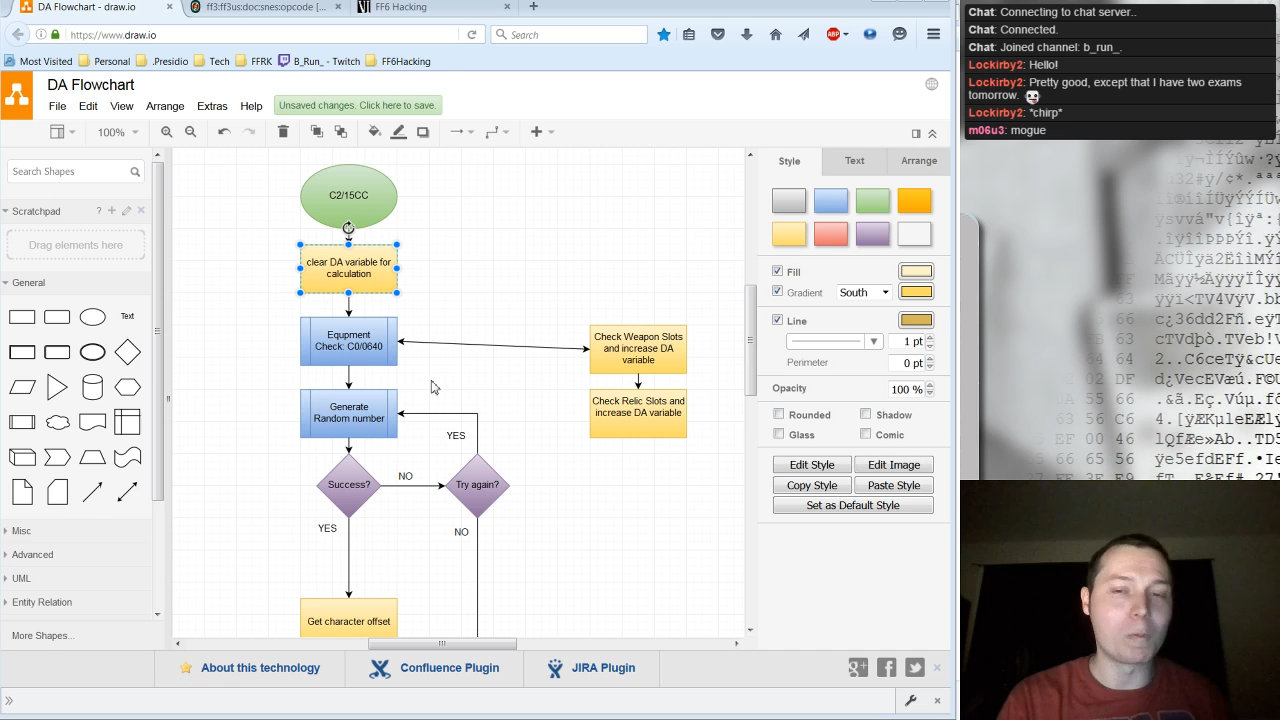 DA Flowchart - draw.io
ff3:ff3us:doc:snes:opcode [...
FF6 Hacking
https://www.draw.io
Search
Most Visited
Personal
.Presidio
Tech
FFRK
B_Run_ - Twitch
FF6Hacking
DA Flowchart
File
Edit
View
Arrange
Extras
Help
Unsaved changes. Click here to save.
100%
Search Shapes
Scratchpad
?
Drag elements here
General
Text
Misc
Advanced
UML
Entity Relation
More Shapes...
C2/15CC
clear DA variable for
calculation
Equpment
Check: C0/0640
Generate
Random number
Success?
NO
Try again?
YES
YES
NO
Get character offset
Check Weapon Slots
and increase DA
variable
Check Relic Slots and
increase DA variable
Style
Text
Arrange
Fill
Gradient
South
Line
1 pt
Perimeter
0 pt
Opacity
100 %
Rounded
Shadow
Glass
Comic
Edit Style
Edit Image
Copy Style
Paste Style
Set as Default Style
About this technology
Confluence Plugin
JIRA Plugin
Chat: Connecting to chat server..
Chat: Connected.
Chat: Joined channel: b_run_.
Lockirby2: Hello!
Lockirby2: Pretty good, except that I have two exams
tomorrow.
Lockirby2: *chirp*
m06u3: mogue